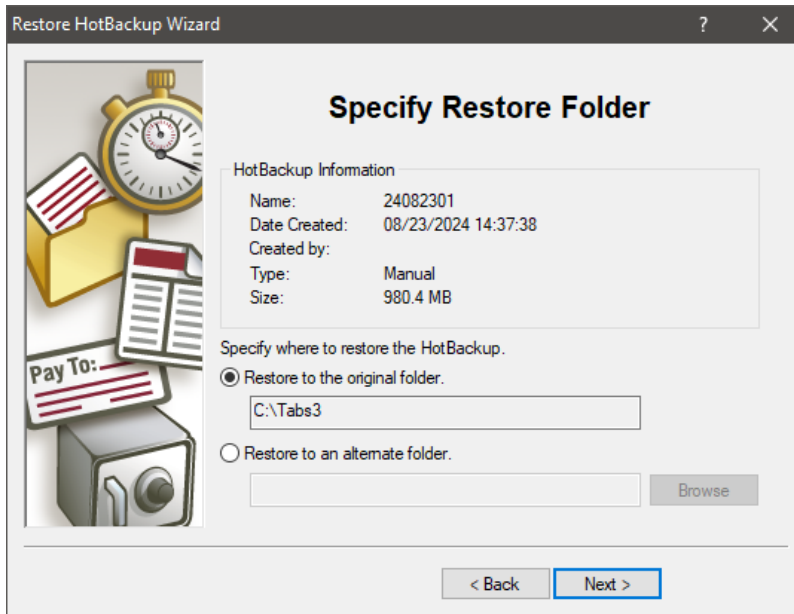 Restore HotBackup Wizard
?
Specify Restore Folder
HotBackup Information
Name: 24082301
Date Created: 08/23/2024 14:37:38
Created by:
Type: Manual
Size: 980.4 MB
Pay To:
Specify where to restore the HotBackup.
Restore to the original folder.
C:\Tabs3
Restore to an alternate folder.
Browse
< Back Next >